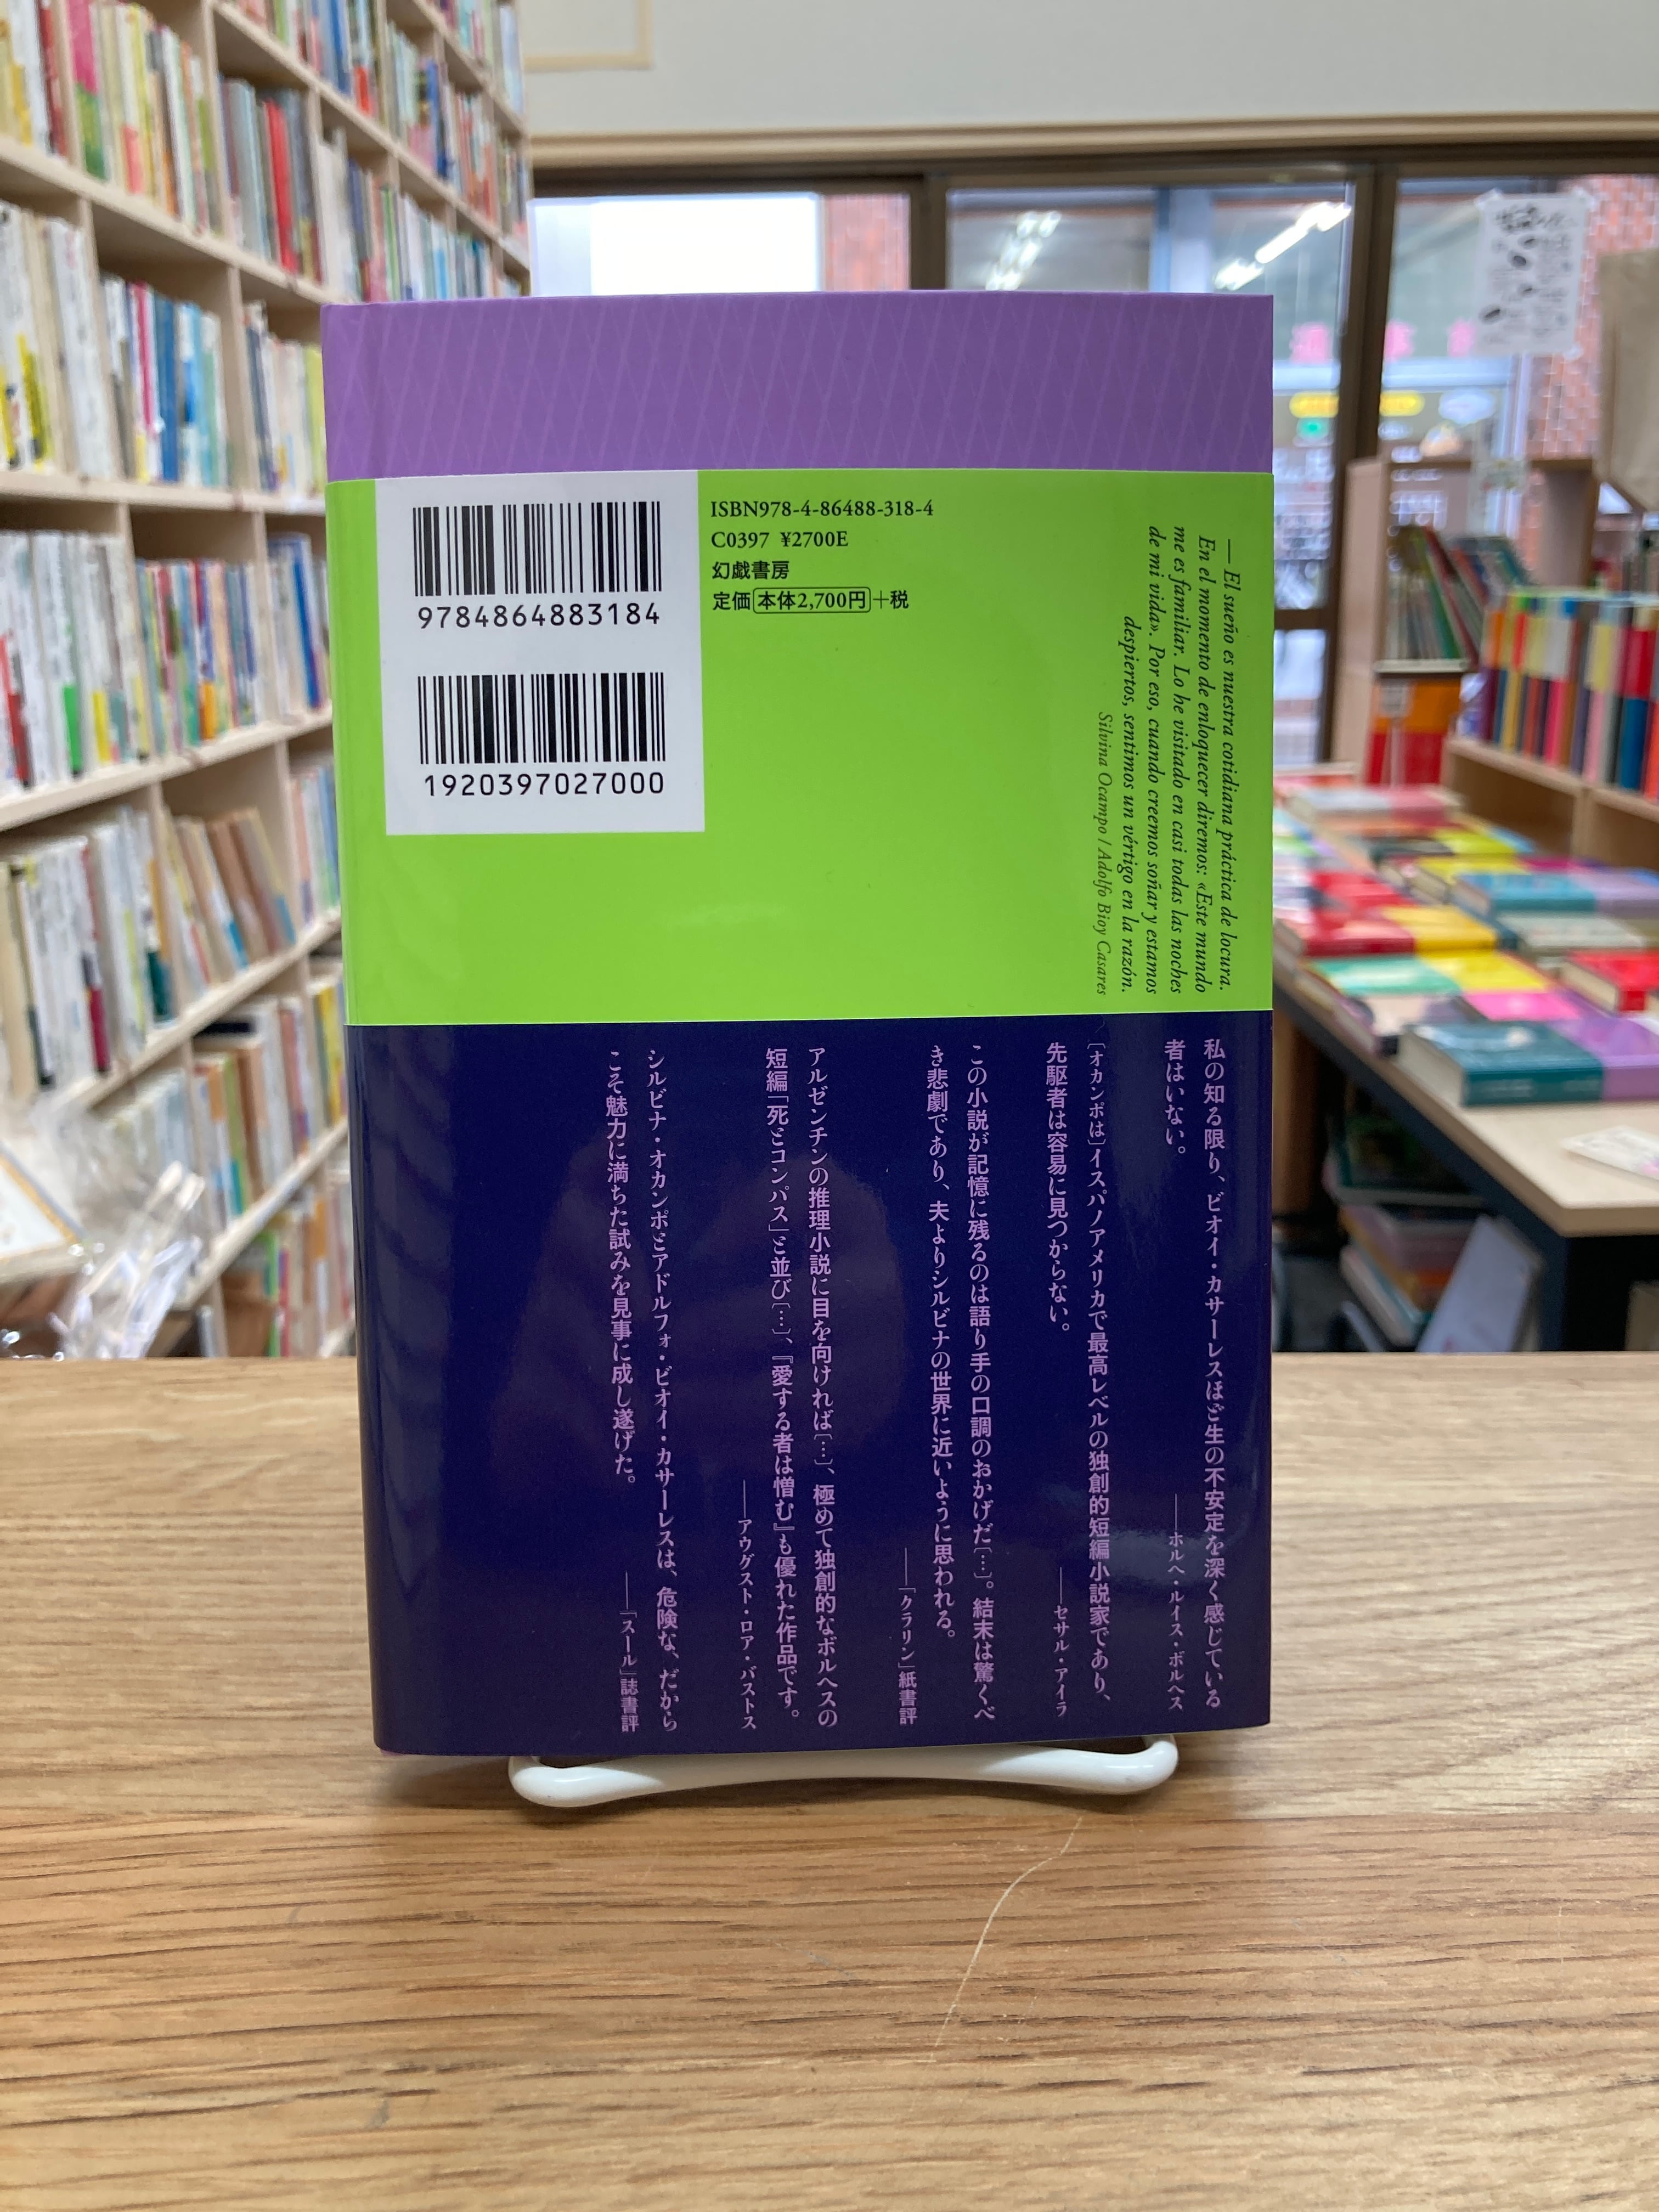 9784864883184
1920397027000
ISBN978-4-86488-318-4
C0397 ¥2700E
幻戯書房
定価本体2,700円+税
—El sueño es nuestra cotidiana práctica de locura.
En el momento de enloquecer diremos: «Este mundo
me es familiar. Lo he visitado en casi todas las noches
de mi vida». Por eso, cuando creemos soñar y estamos
despiertos, sentimos un vértigo en la razón.
Silvina Ocampo / Adolfo Bioy Casares
私の知る限り、ビオイ・カサーレスほど生の不安定を深く感じている
者はいない。
——ホルヘ・ルイス・ボルヘス
［オカンポは］イスパノアメリカで最高レベルの独創的短編小説家であり、
先駆者は容易に見つからない。
——セサル・アイラ
この小説が記憶に残るのは語り手の口調のおかげだ［…］。結末は驚くべ
き悲劇であり、夫よりシルビナの世界に近いように思われる。
——「クラリン」紙書評
アルゼンチンの推理小説に目を向ければ［…］、極めて独創的なボルヘスの
短編「死とコンパス」と並び［…］、『愛する者は憎む』も優れた作品です。
——アウグスト・ロア・バストス
シルビナ・オカンポとアドルフォ・ビオイ・カサーレスは、危険な、だから
こそ魅力に満ちた試みを見事に成し遂げた。
——「スール」誌書評